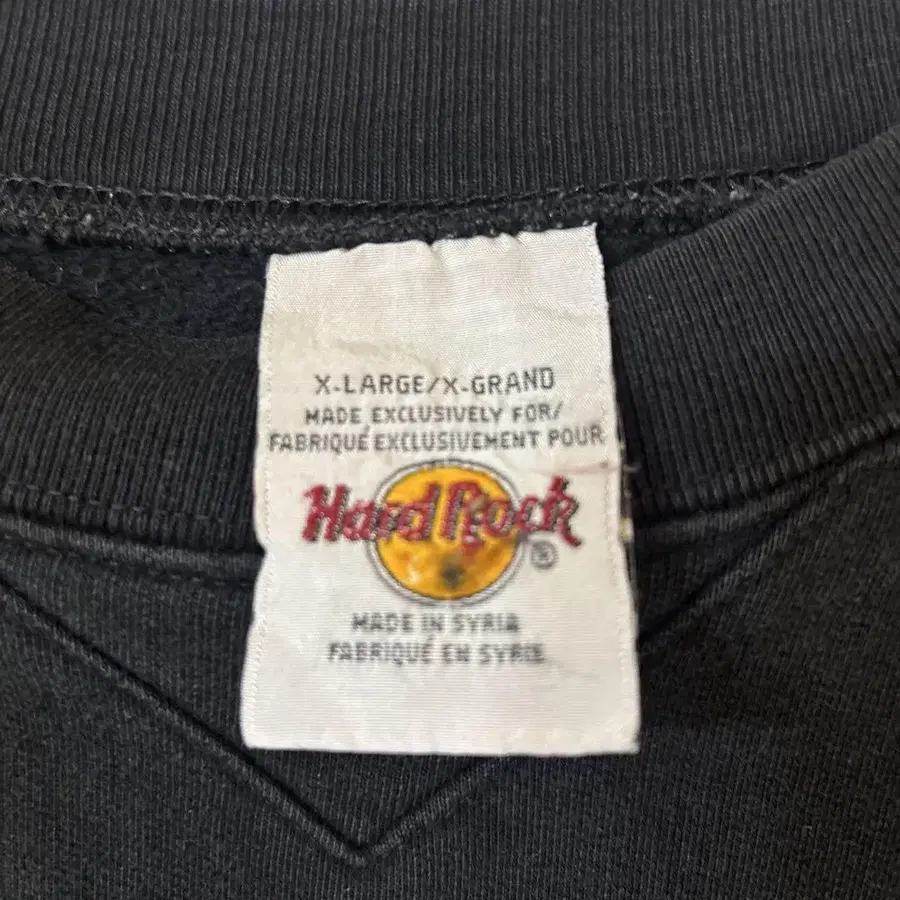 X-LARGE/X-GRAND
MADE EXCLUSIVELY FOR/
FABRIQUÉ EXCLUSIVEMENT POUR
Hard Rock
®
MADE IN SYRIA
FABRIQUÉ EN SYRIE